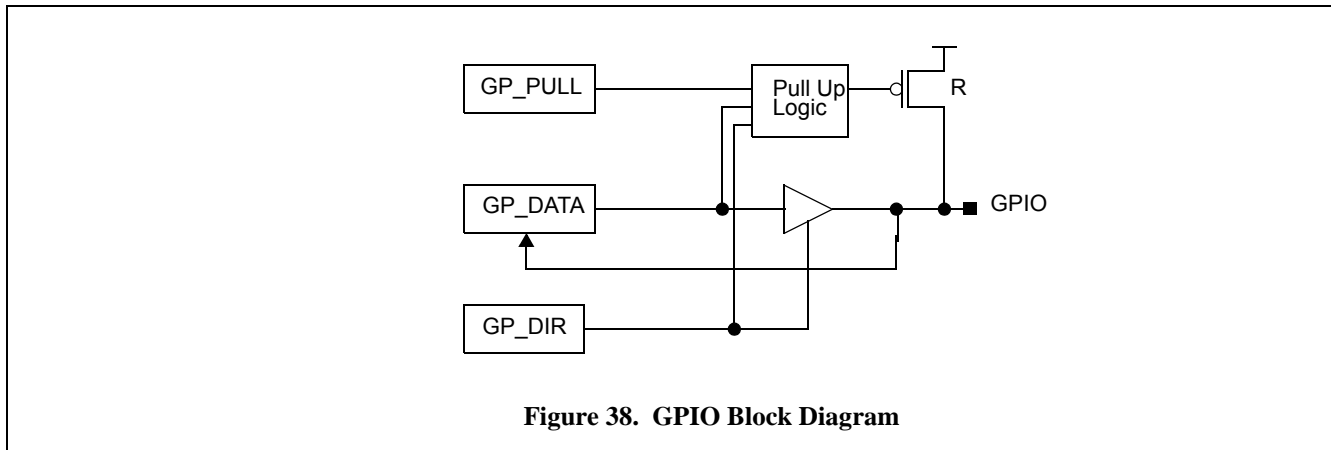 GP_PULL
Pull Up
Logic
R
GP_DATA
GPIO
GP_DIR
Figure 38. GPIO Block Diagram